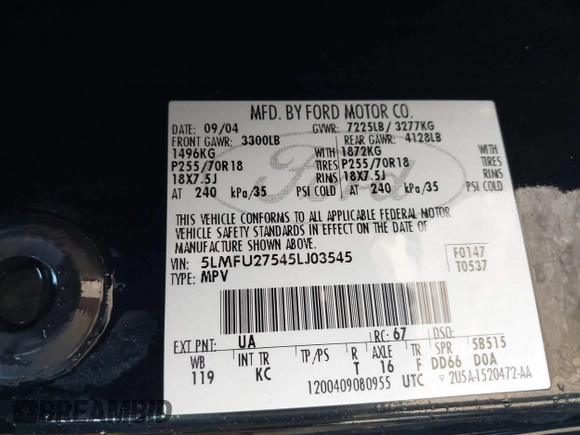 MFD. BY FORD MOTOR CO.
DATE: 09/04 GVWR: 7225LB / 3277KG
FRONT GAWR: 3300LB REAR GAWR: 4128LB
1496KG WITH 1872KG WITH
P255/70R18 TIRES P255/70R18 TIRES
18X7.5J RIMS 18X7.5J RIMS
AT 240 kPa/35 PSI COLD AT 240 kPa/35 PSI COLD
THIS VEHICLE CONFORMS TO ALL APPLICABLE FEDERAL MOTOR
VEHICLE SAFETY STANDARDS IN EFFECT ON THE DATE OF
MANUFACTURE SHOWN ABOVE.
VIN: 5LMFU27545LJ03545 F0147
TYPE: MPV T0537
EXT PNT: UA RC: 67 DSO:
WB INT TR TP/PS R AXLE TR SPR 5B515
119 KC T 16 F DD66 D0A
1200409080955 UTC 2U5A-1520472-AA
Ford
BREAMBID